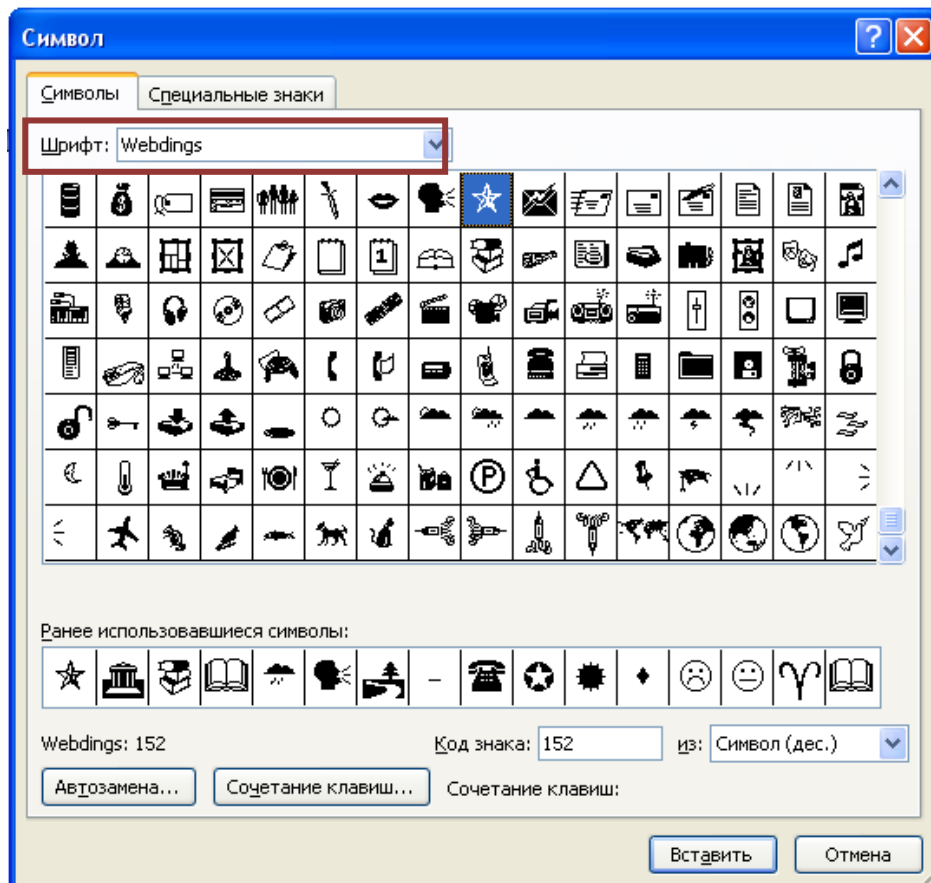 Символ
Символы Специальные знаки
Шрифт: Webdings
Ранее использовавшиеся символы:
Webdings: 152 Код знака: 152 из: Символ (дес.)
Автозамена... Сочетание клавиш... Сочетание клавиш:
Вставить Отмена